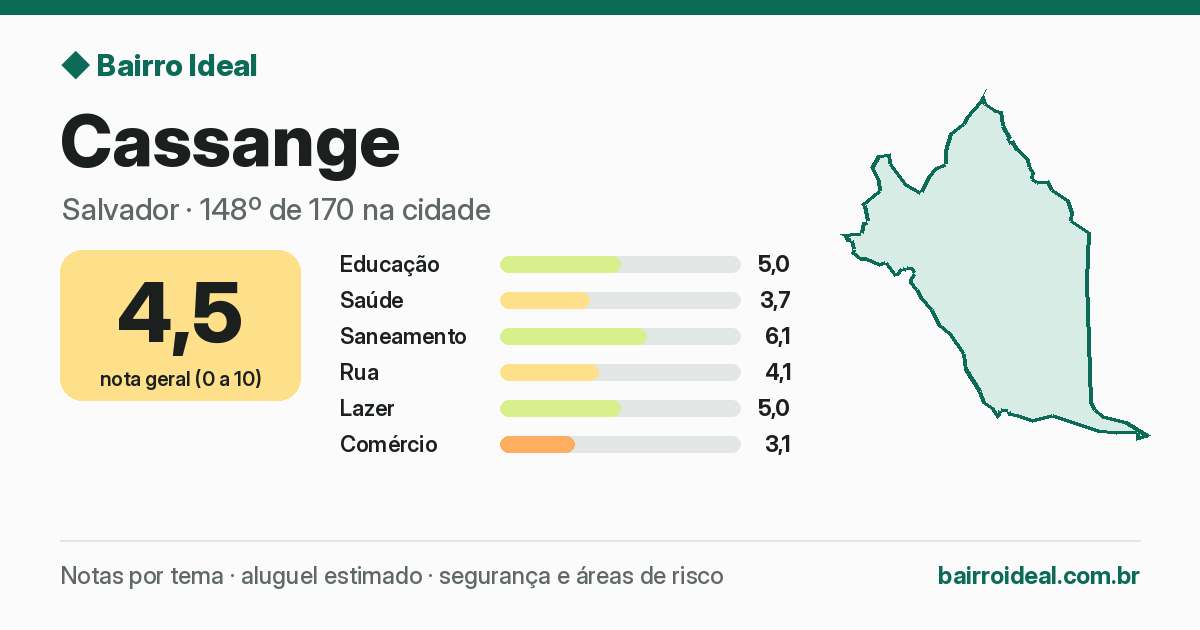 Bairro Ideal
Cassange
Salvador · 148º de 170 na cidade
4,5
nota geral (0 a 10)
Educação 5,0
Saúde 3,7
Saneamento 6,1
Rua 4,1
Lazer 5,0
Comércio 3,1
Notas por tema · aluguel estimado · segurança e áreas de risco
bairroideal.com.br